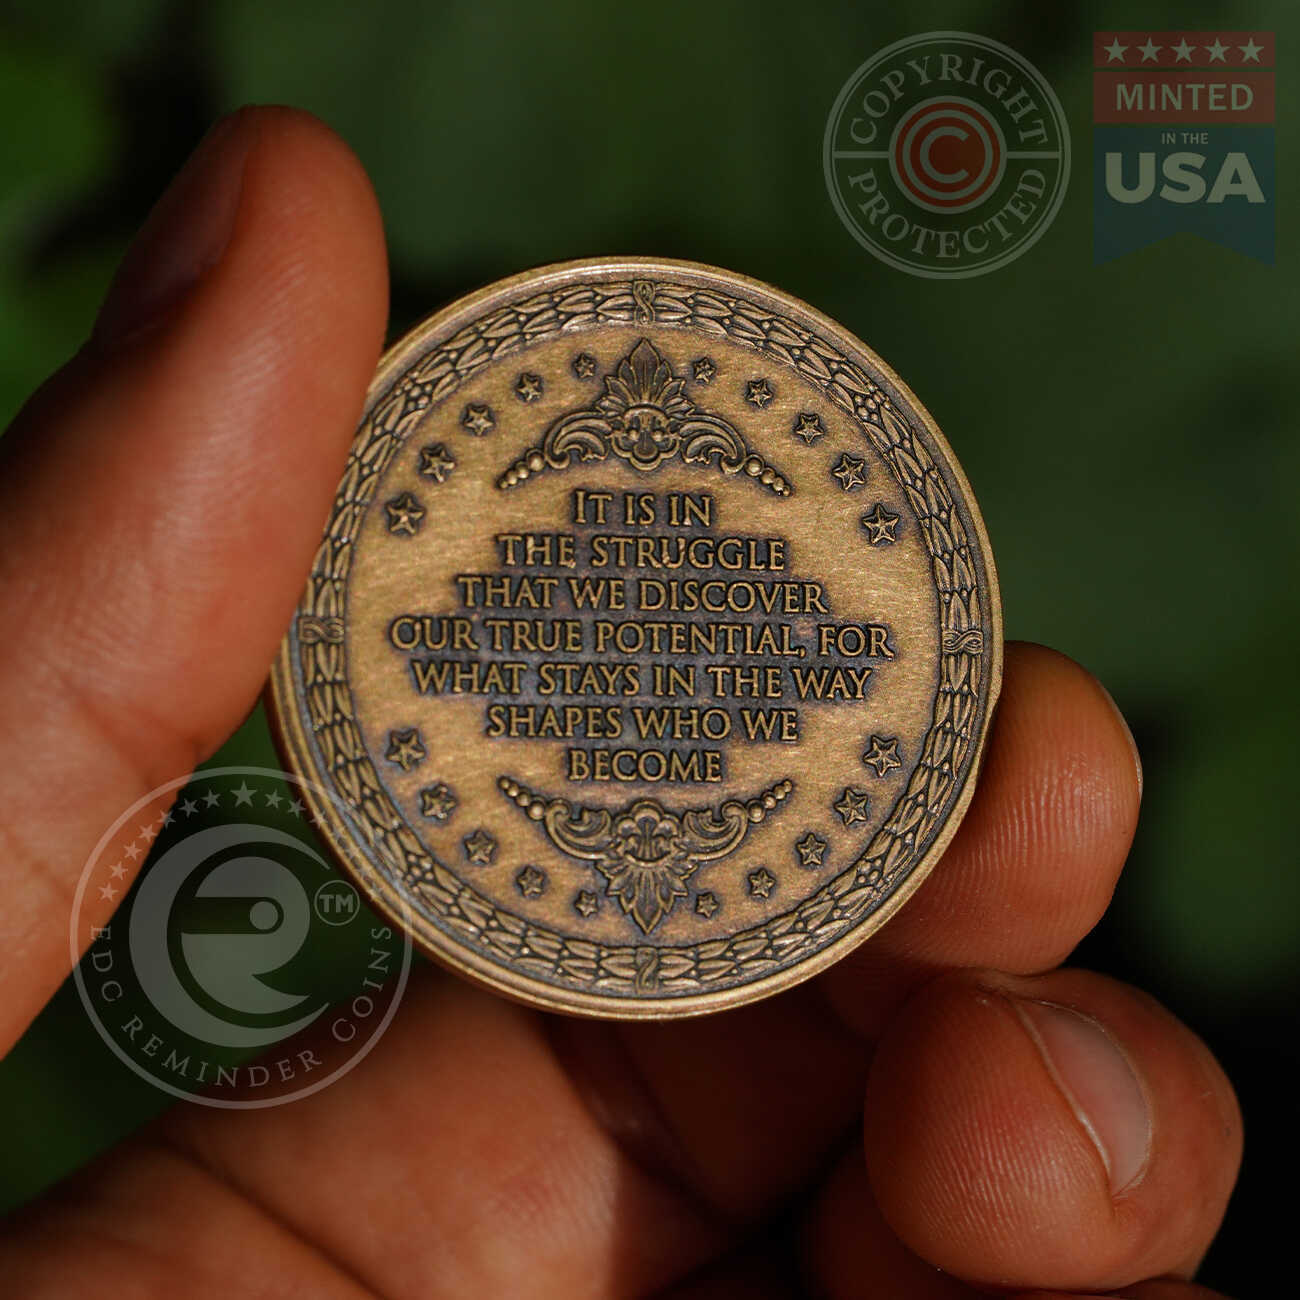 COPYRIGHT
PROTECTED
C
MINTED
IN THE
USA
IT IS IN
THE STRUGGLE
THAT WE DISCOVER
OUR TRUE POTENTIAL, FOR
WHAT STAYS IN THE WAY
SHAPES WHO WE
BECOME
TM
EDC REMINDER COINS